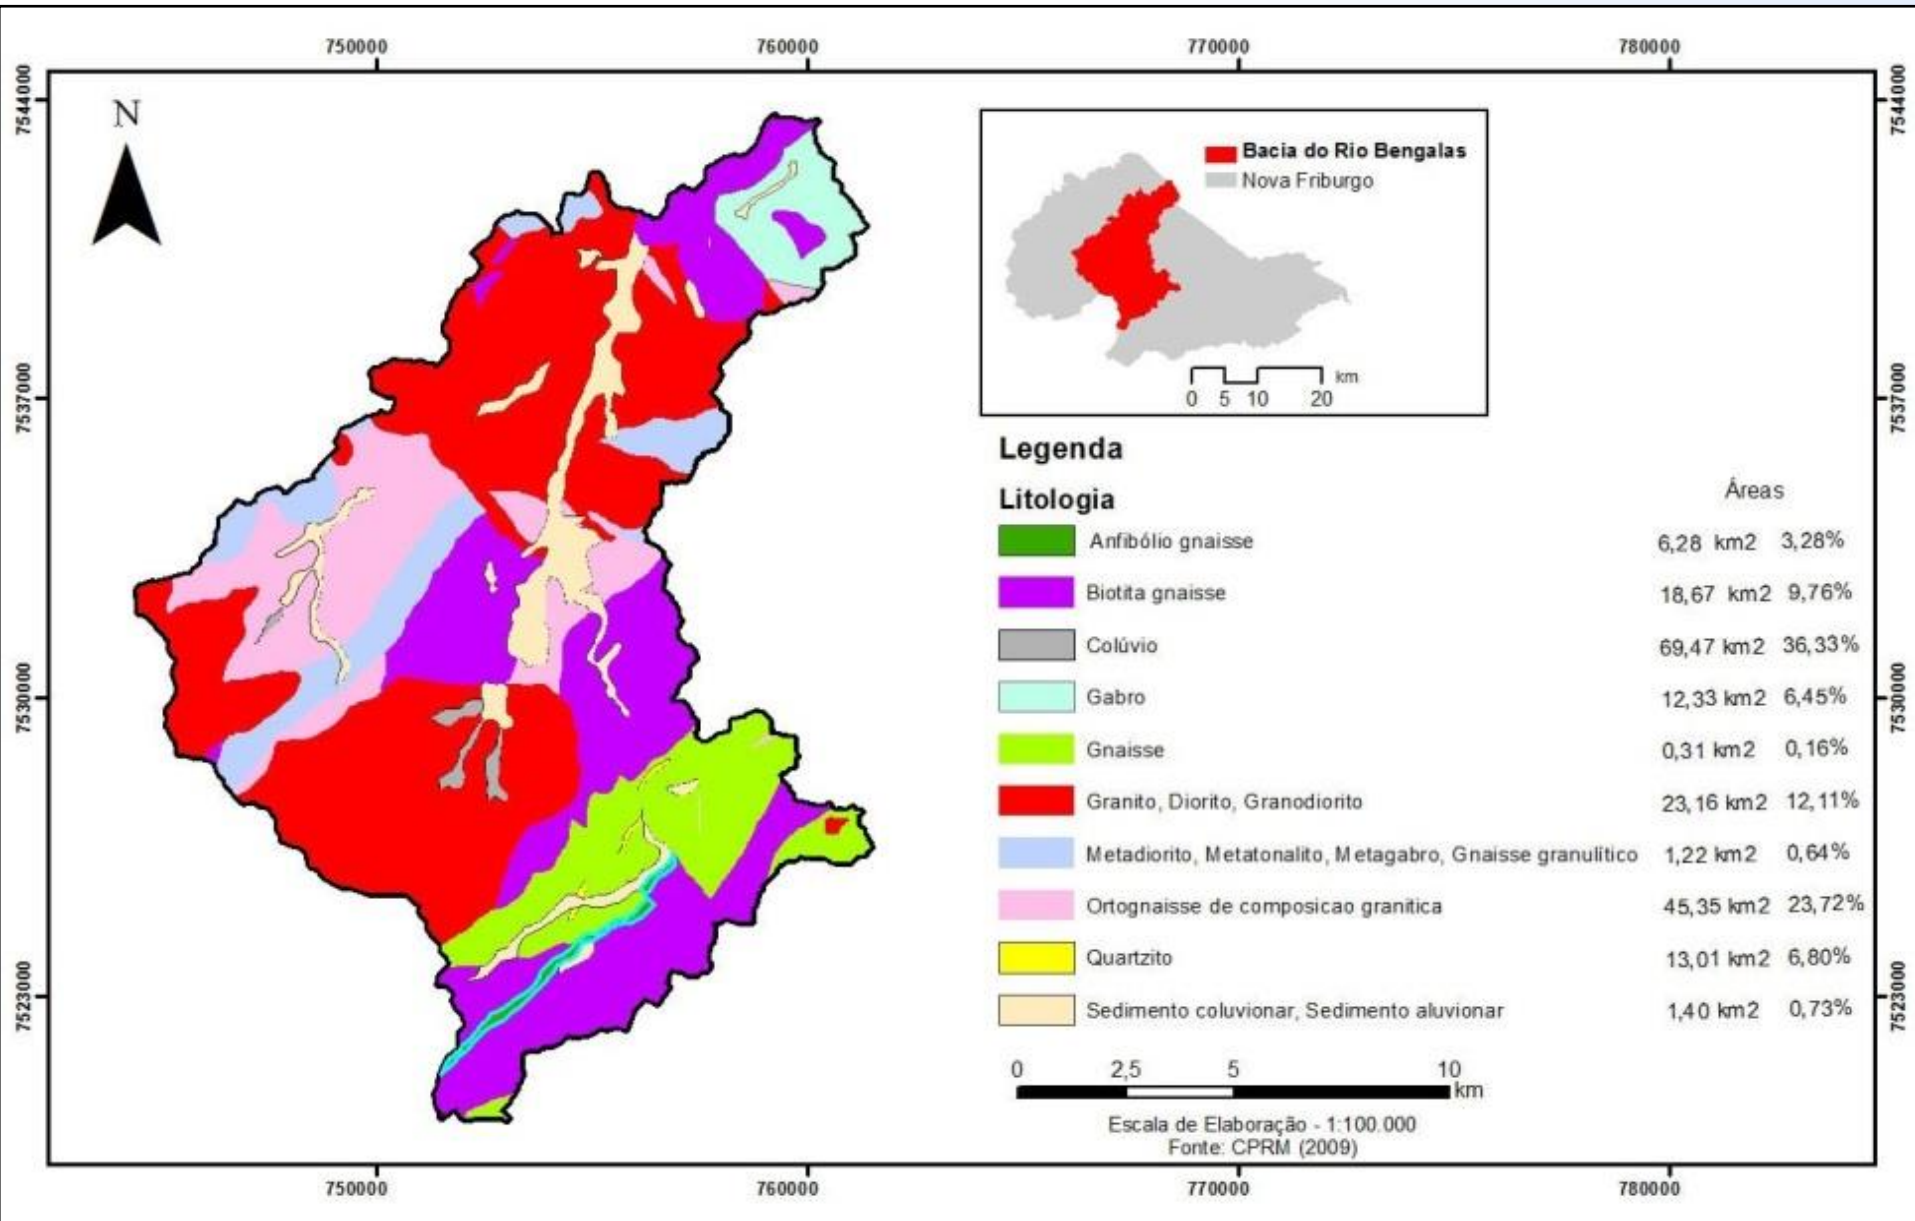 750000 760000 770000 780000
7544000 7544000
N
Bacia do Rio Bengalas
Nova Friburgo
km
0 5 10 20
7537000 7537000
Legenda
Litologia Áreas
Anfibólio gnaisse 6,28 km2 3,28%
Biotita gnaisse 18,67 km2 9,76%
Colúvio 69,47 km2 36,33%
7530000 7530000
Gabro 12,33 km2 6,45%
Gnaisse 0,31 km2 0,16%
Granito, Diorito, Granodiorito 23,16 km2 12,11%
Metadiorito, Metatonalito, Metagabro, Gnaisse granulítico 1,22 km2 0,64%
Ortognaisse de composicao granitica 45,35 km2 23,72%
Quartzito 13,01 km2 6,80%
7523000 7523000
Sedimento coluvionar, Sedimento aluvionar 1,40 km2 0,73%
0 2,5 5 10
km
Escala de Elaboração - 1:100.000
Fonte: CPRM (2009)
750000 760000 770000 780000